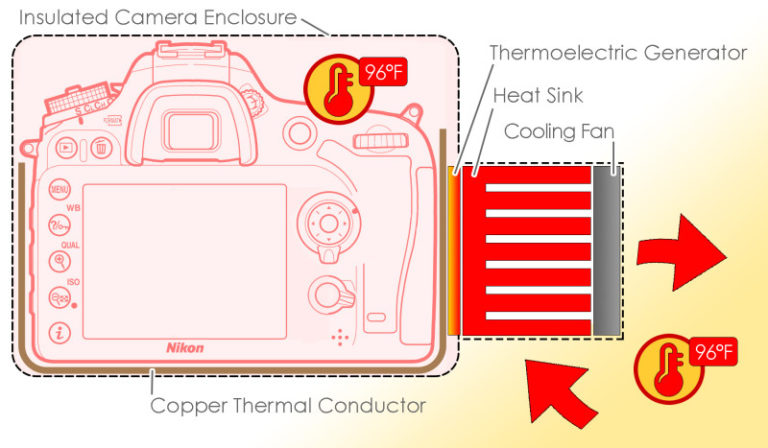 Insulated Camera Enclosure
96°F
Thermoelectric Generator
Heat Sink
Cooling Fan
MENU
WB
QUAL
ISO
i
Nikon
96°F
Copper Thermal Conductor